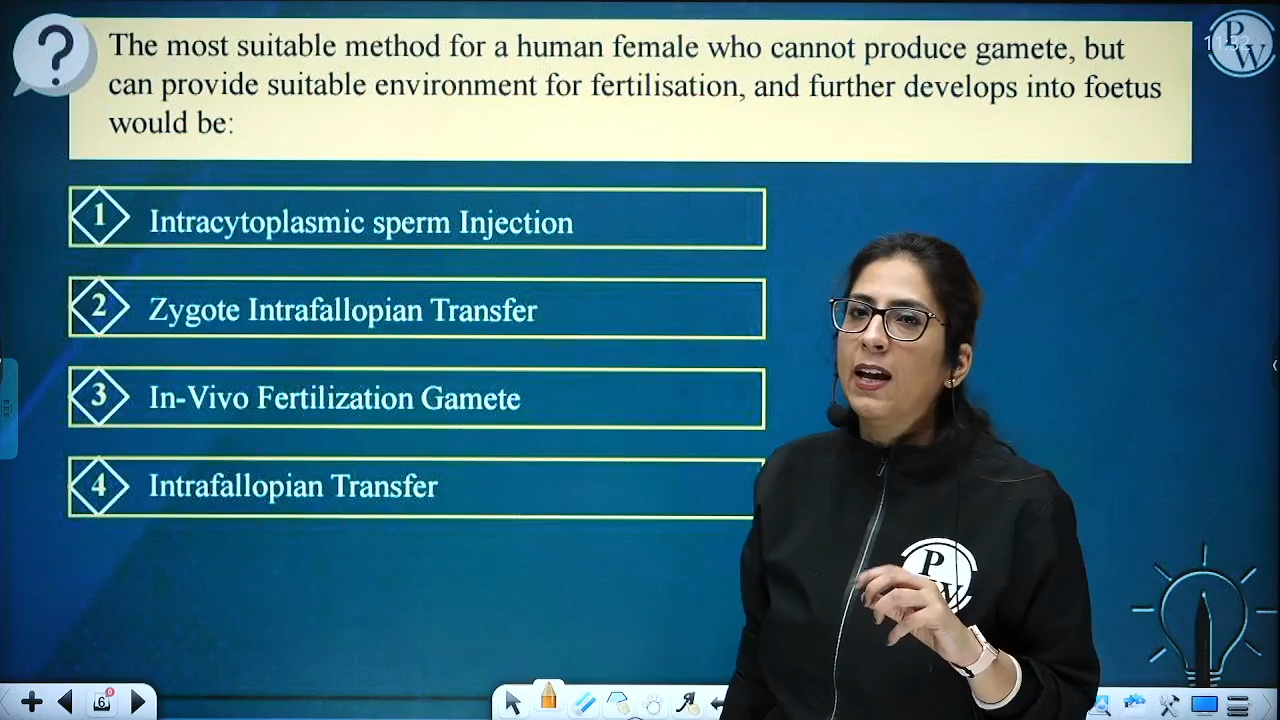 ?
The most suitable method for a human female who cannot produce gamete, but
can provide suitable environment for fertilisation, and further develops into foetus
would be:
P
W
1 Intracytoplasmic sperm Injection
2 Zygote Intrafallopian Transfer
3 In-Vivo Fertilization Gamete
4 Intrafallopian Transfer
P
W
6